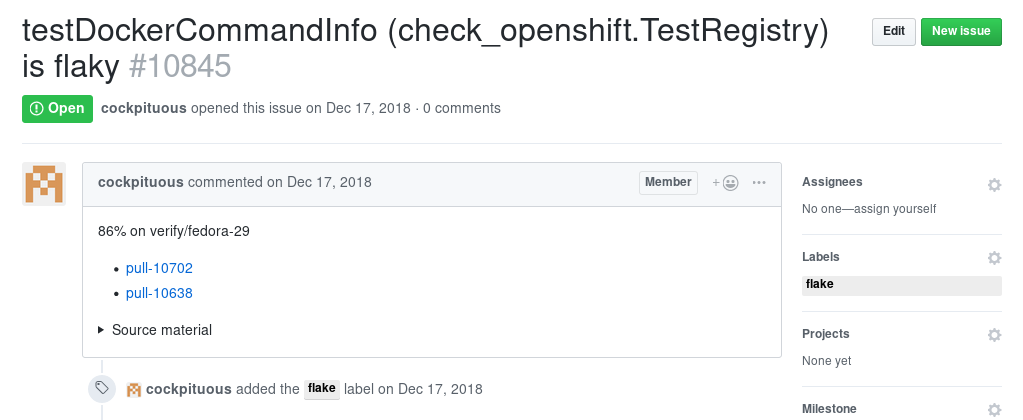 testDockerCommandInfo (check_openshift.TestRegistry)
is flaky #10845
Edit
New issue
Open
cockpituous opened this issue on Dec 17, 2018 · 0 comments
cockpituous commented on Dec 17, 2018
Member
+
86% on verify/fedora-29
• pull-10702
• pull-10638
Source material
cockpituous added the flake label on Dec 17, 2018
Assignees
No one—assign yourself
Labels
flake
Projects
None yet
Milestone